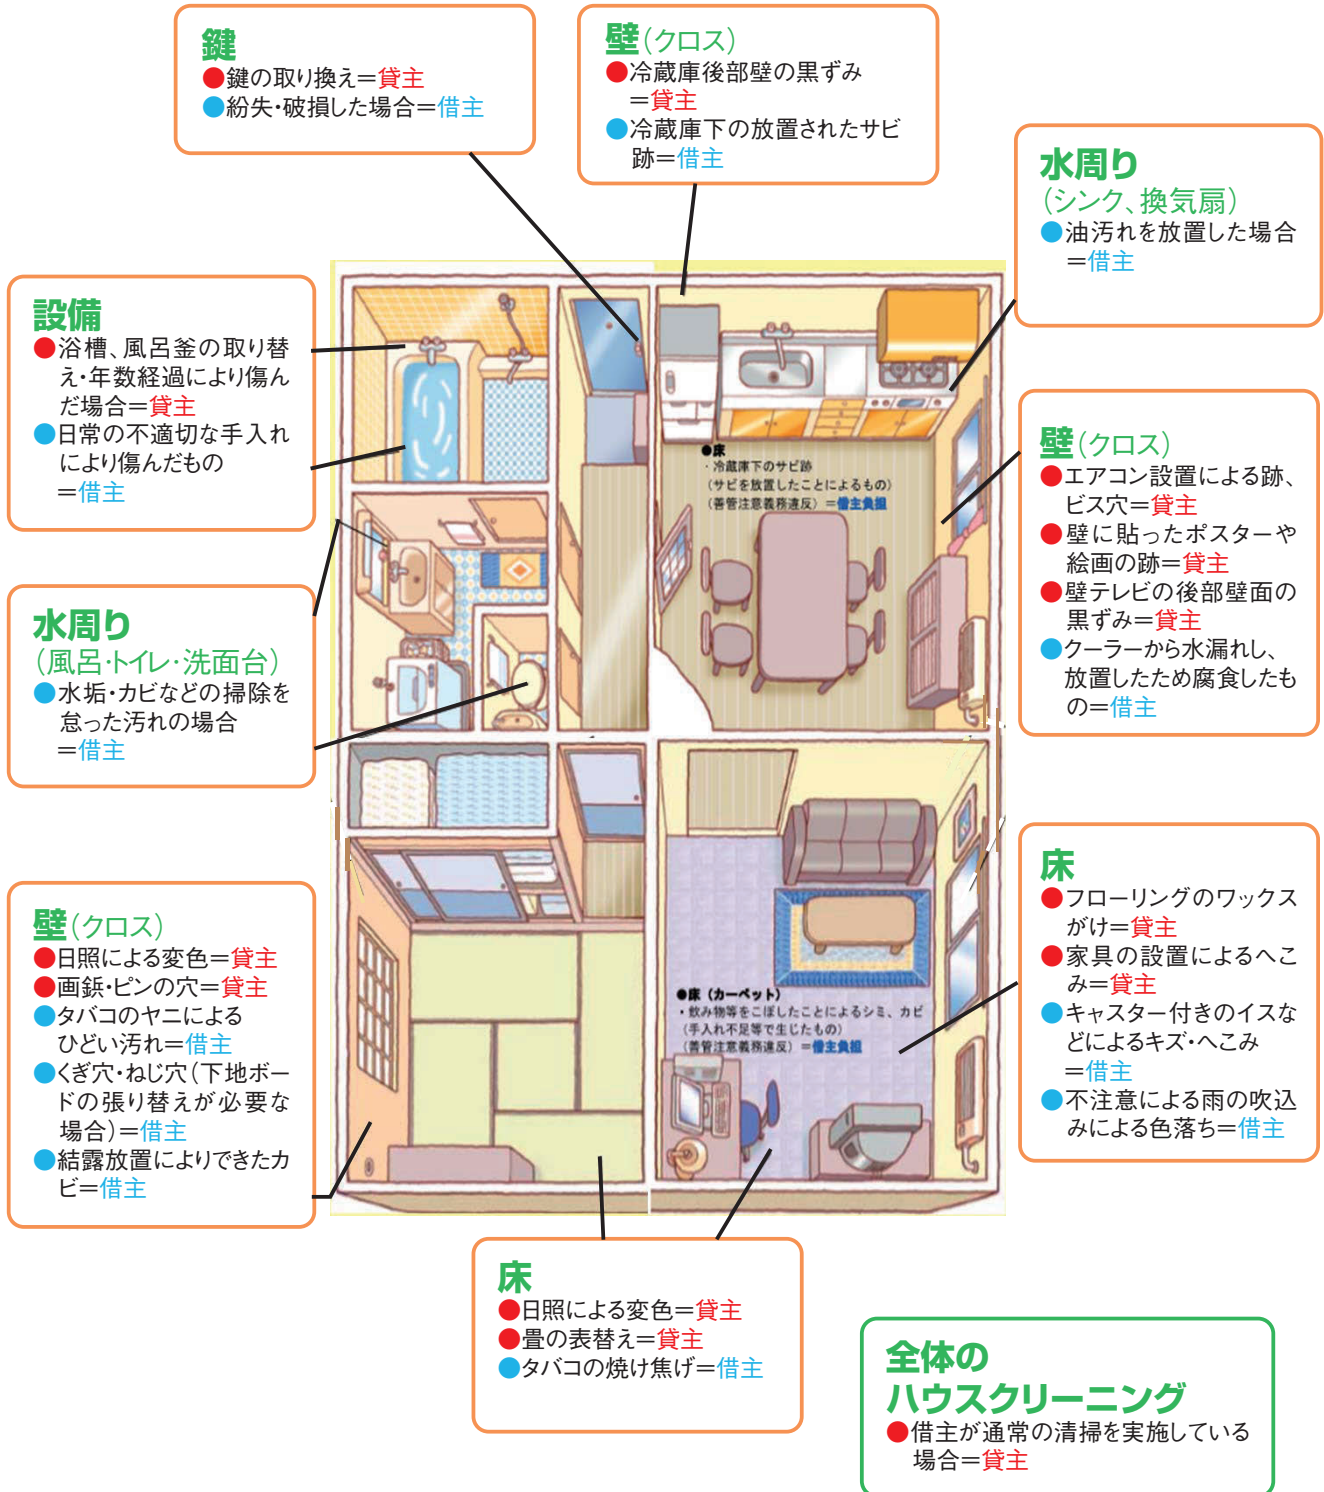 鍵
●鍵の取り換え＝貸主
●紛失・破損した場合＝借主
壁(クロス)
●冷蔵庫後部壁の黒ずみ
＝貸主
●冷蔵庫下の放置されたサビ
跡＝借主
水周り
(シンク、換気扇)
●油汚れを放置した場合
＝借主
設備
●浴槽、風呂釜の取り替
え・年数経過により傷ん
だ場合＝貸主
●日常の不適切な手入れ
により傷んだもの
＝借主
●床
・冷蔵庫下のサビ跡
(サビを放置したことによるもの)
(善管注意義務違反)＝借主負担
壁(クロス)
●エアコン設置による跡、
ビス穴＝貸主
●壁に貼ったポスターや
絵画の跡＝貸主
●壁テレビの後部壁面の
黒ずみ＝貸主
●クーラーから水漏れし、
放置したため腐食したも
の＝借主
水周り
(風呂・トイレ・洗面台)
●水垢・カビなどの掃除を
怠った汚れの場合
＝借主
床
●フローリングのワックス
がけ＝貸主
●家具の設置によるへこ
み＝貸主
●キャスター付きのイスな
どによるキズ・へこみ
＝借主
●不注意による雨の吹込
みによる色落ち＝借主
壁(クロス)
●日照による変色＝貸主
●画鋲・ピンの穴＝貸主
●タバコのヤニによる
ひどい汚れ＝借主
●くぎ穴・ねじ穴(下地ボー
ドの張り替えが必要な
場合)＝借主
●結露放置によりできたカ
ビ＝借主
●床(カーペット)
・飲み物等をこぼしたことによるシミ、カビ
(手入れ不足等で生じたもの)
(善管注意義務違反)＝借主負担
床
●日照による変色＝貸主
●畳の表替え＝貸主
●タバコの焼け焦げ＝借主
全体の
ハウスクリーニング
●借主が通常の清掃を実施している
場合＝貸主